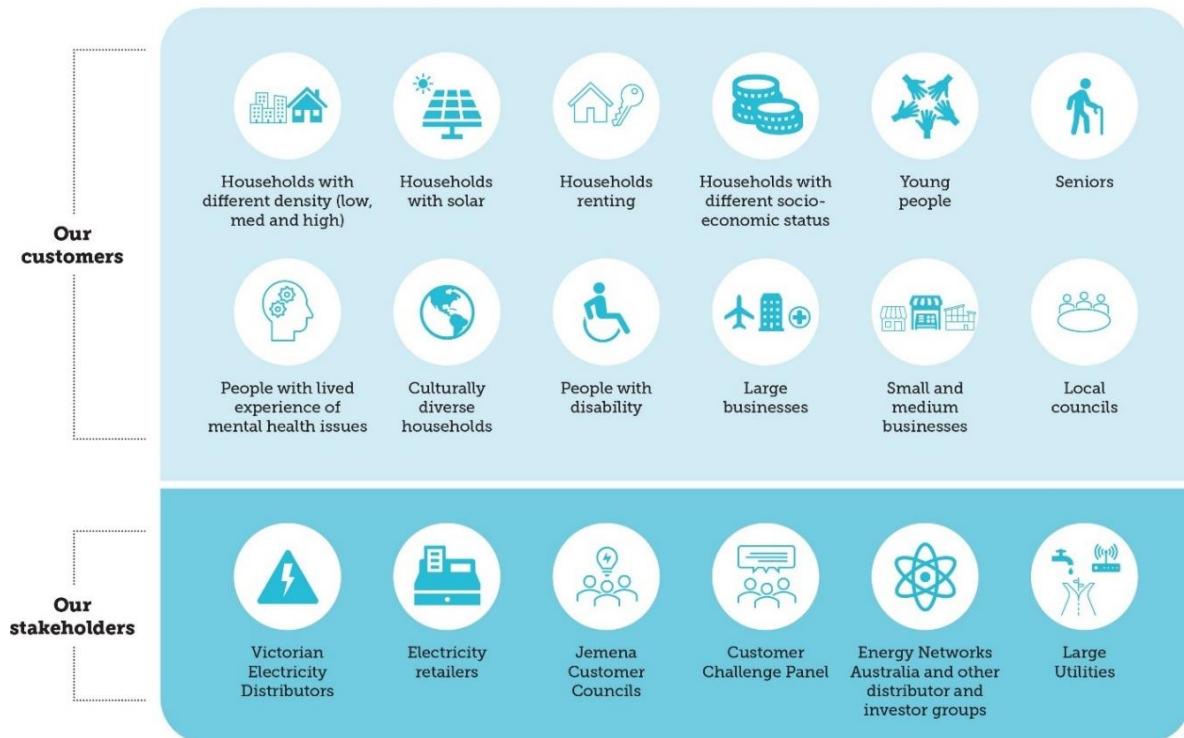 Our
customers
Households with
different density (low,
med and high)
Households
with solar
Households
renting
Households with
different socio-
economic status
Young
people
Seniors
People with lived
experience of
mental health issues
Culturally
diverse
households
People with
disability
Large
businesses
Small and
medium
businesses
Local
councils
Our
stakeholders
Victorian
Electricity
Distributors
Electricity
retailers
Jemena
Customer
Councils
Customer
Challenge Panel
Energy Networks
Australia and other
distributor and
investor groups
Large
Utilities